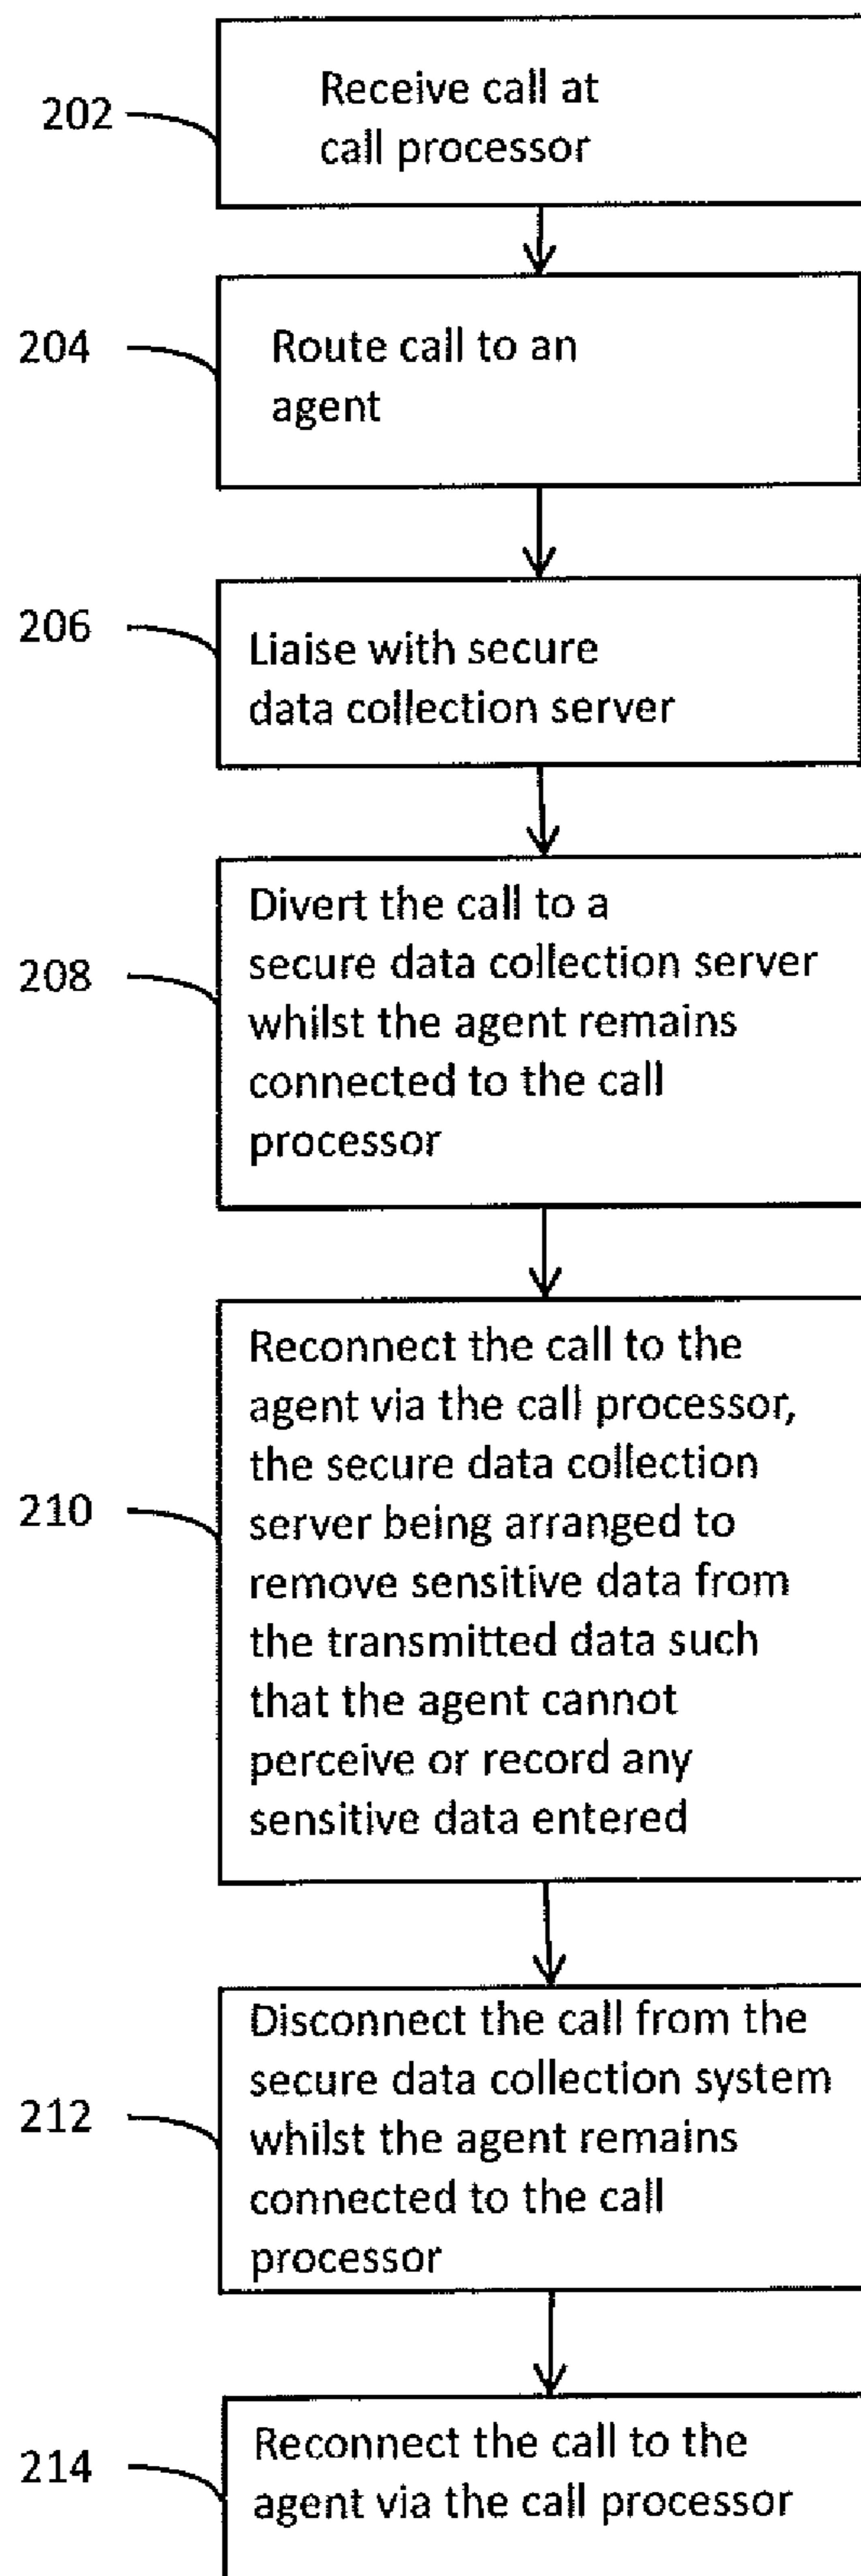 202
Receive call at
call processor
204
Route call to an
agent
206
Liaise with secure
data collection server
208
Divert the call to a
secure data collection server
whilst the agent remains
connected to the call
processor
210
Reconnect the call to the
agent via the call processor,
the secure data collection
server being arranged to
remove sensitive data from
the transmitted data such
that the agent cannot
perceive or record any
sensitive data entered
212
Disconnect the call from the
secure data collection system
whilst the agent remains
connected to the call
processor
214
Reconnect the call to the
agent via the call processor